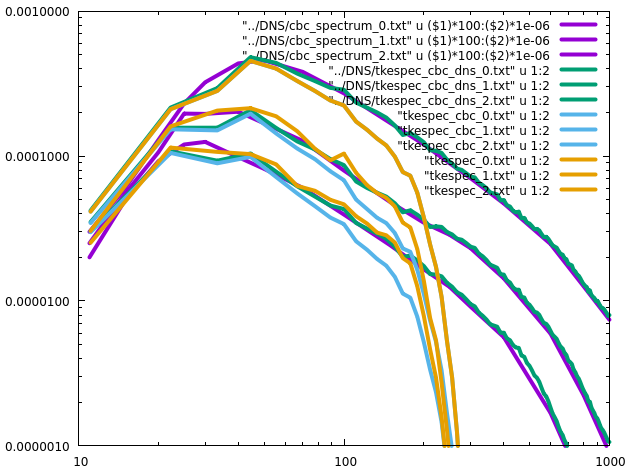 0.0010000
"../DNS/cbc_spectrum_0.txt" u ($1)*100:($2)*1e-06
"../DNS/cbc_spectrum_1.txt" u ($1)*100:($2)*1e-06
"../DNS/cbc_spectrum_2.txt" u ($1)*100:($2)*1e-06
"../DNS/tkespec_cbc_dns_0.txt" u 1:2
"../DNS/tkespec_cbc_dns_1.txt" u 1:2
"../DNS/tkespec_cbc_dns_2.txt" u 1:2
"tkespec_cbc_0.txt" u 1:2
"tkespec_cbc_1.txt" u 1:2
"tkespec_cbc_2.txt" u 1:2
0.0001000
"tkespec_0.txt" u 1:2
"tkespec_1.txt" u 1:2
"tkespec_2.txt" u 1:2
0.0000100
0.0000010
10 100 1000